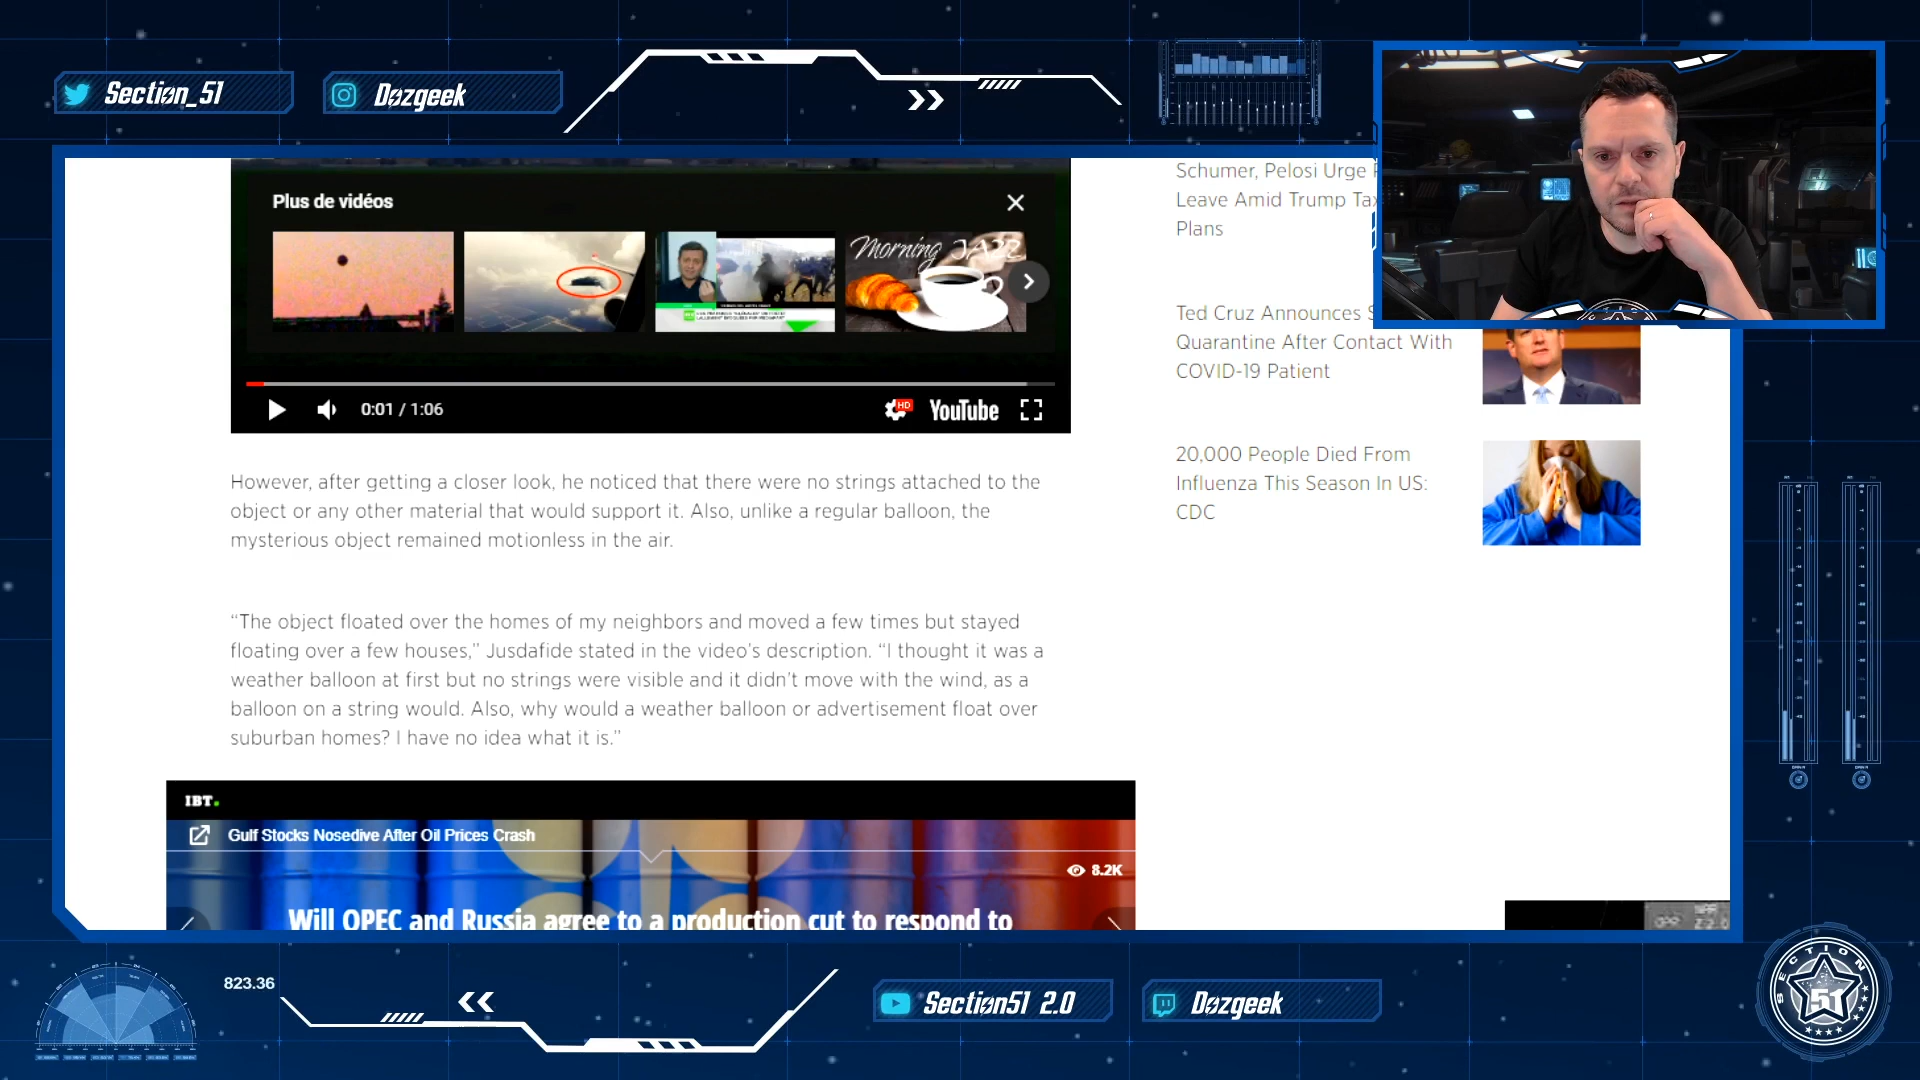 Section_51
Dozgeek
Plus de vidéos
Morning JAZZ
0:01 / 1:06
HD
YouTube
However, after getting a closer look, he noticed that there were no strings attached to the
object or any other material that would support it. Also, unlike a regular balloon, the
mysterious object remained motionless in the air.
“The object floated over the homes of my neighbors and moved a few times but stayed
floating over a few houses,” Jusdafide stated in the video's description. “I thought it was a
weather balloon at first but no strings were visible and it didn't move with the wind, as a
balloon on a string would. Also, why would a weather balloon or advertisement float over
suburban homes? I have no idea what it is.”
IBT.
Gulf Stocks Nosedive After Oil Prices Crash
8.2K
Will OPEC and Russia agree to a production cut to respond to
Schumer, Pelosi Urge
Leave Amid Trump Tax
Plans
Ted Cruz Announces
Quarantine After Contact With
COVID-19 Patient
20,000 People Died From
Influenza This Season In US:
CDC
823.36
Section51 2.0
Dozgeek
SECTION
51